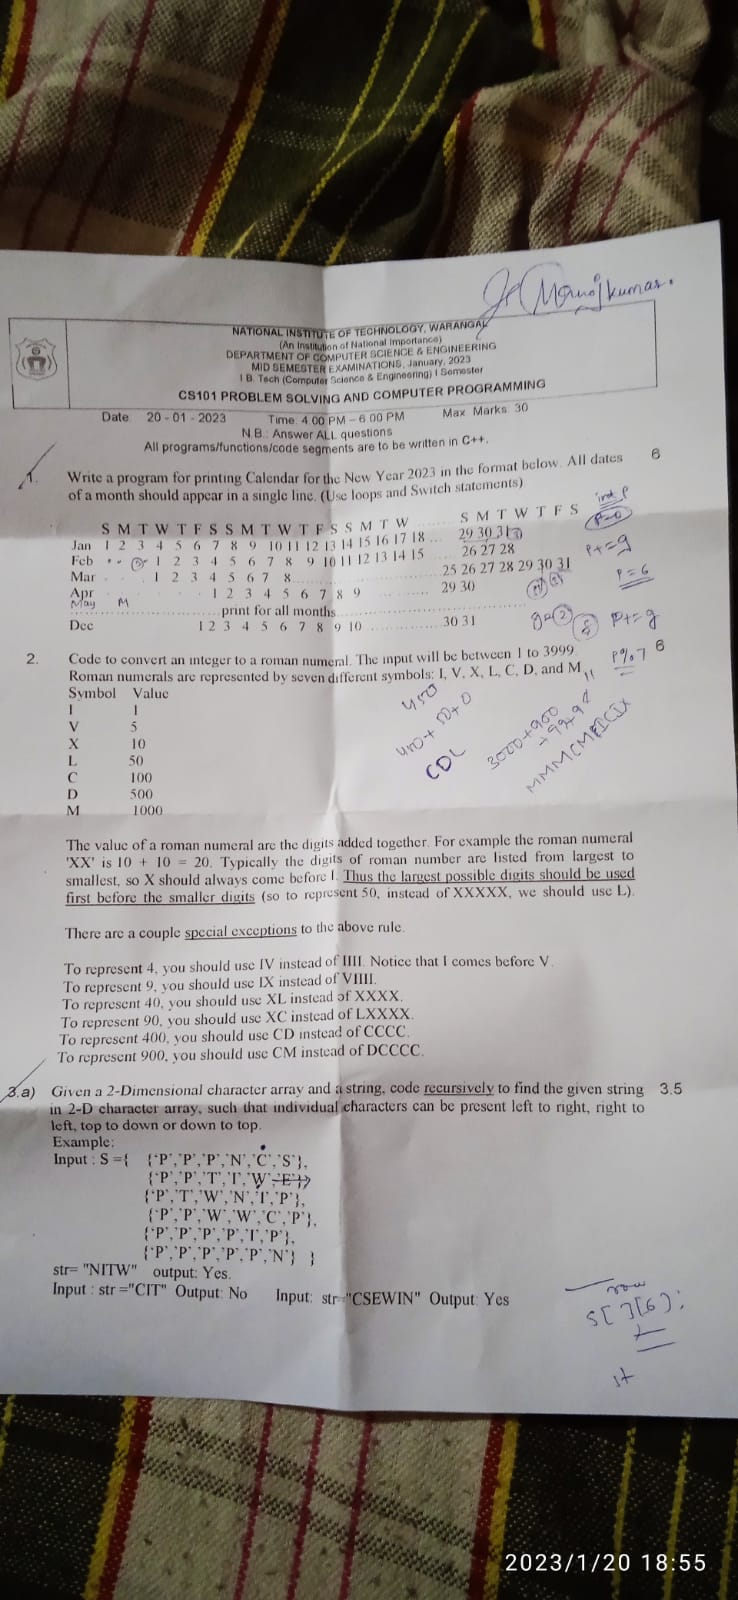 Manojkumar.
NATIONAL INSTITUTE OF TECHNOLOGY, WARANGAL
(An Institution of National Importance)
DEPARTMENT OF COMPUTER SCIENCE & ENGINEERING
MID SEMESTER EXAMINATIONS, January, 2023
I B. Tech (Computer Science & Engineering) I Semester
CS101 PROBLEM SOLVING AND COMPUTER PROGRAMMING
Date 20 - 01 - 2023 Time: 4.00 PM – 6 00 PM Max Marks: 30
N.B.: Answer ALL questions
All programs/functions/code segments are to be written in C++.
1. Write a program for printing Calendar for the New Year 2023 in the format below. All dates 6
of a month should appear in a single line. (Use loops and Switch statements)
S M T W T F S S M T W T F S S M T W ........ S M T W T F S
Jan 1 2 3 4 5 6 7 8 9 10 11 12 13 14 15 16 17 18 ... 29 30 31
Feb 1 2 3 4 5 6 7 8 9 10 11 12 13 14 15 26 27 28
Mar 1 2 3 4 5 6 7 8 25 26 27 28 29 30 31
Apr 1 2 3 4 5 6 7 8 9 29 30
May M
print for all months
Dec 1 2 3 4 5 6 7 8 9 10 30 31
int P
P=0
P+=g
P=6
g=2
P+=g
P%7
2. Code to convert an integer to a roman numeral. The input will be between 1 to 3999. 6
Roman numerals are represented by seven different symbols: I, V, X, L, C, D, and M
Symbol Value
I 1
V 5
X 10
L 50
C 100
D 500
M 1000
450
400+50+0
CDL
3000+900
The value of a roman numeral are the digits added together. For example the roman numeral
'XX' is 10 + 10 = 20. Typically the digits of roman number are listed from largest to
smallest, so X should always come before I. Thus the largest possible digits should be used
first before the smaller digits (so to represent 50, instead of XXXXX, we should use L).
There are a couple special exceptions to the above rule.
To represent 4, you should use IV instead of IIII. Notice that I comes before V.
To represent 9, you should use IX instead of VIIII.
To represent 40, you should use XL instead of XXXX.
To represent 90, you should use XC instead of LXXXX.
To represent 400, you should use CD instead of CCCC.
To represent 900, you should use CM instead of DCCCC.
3.a) Given a 2-Dimensional character array and a string, code recursively to find the given string 3.5
in 2-D character array, such that individual characters can be present left to right, right to
left, top to down or down to top.
Example:
Input : S ={ {'P','P','P','N','C','S'},
{'P','P','T','I','W','E'},
{'P','T','W','N','I','P'},
{'P','P','W','W','C','P'},
{'P','P','P','P','I','P'},
{'P','P','P','P','P','N'} }
str= "NITW" output: Yes.
Input : str ="CIT" Output: No Input: str="CSEWIN" Output: Yes
row
S[ ][6];
2023/1/20 18:55